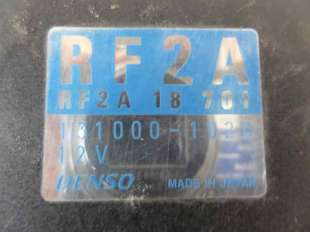 RF2A
RF2A 18 701
12V
DENSO
MADE IN JAPAN